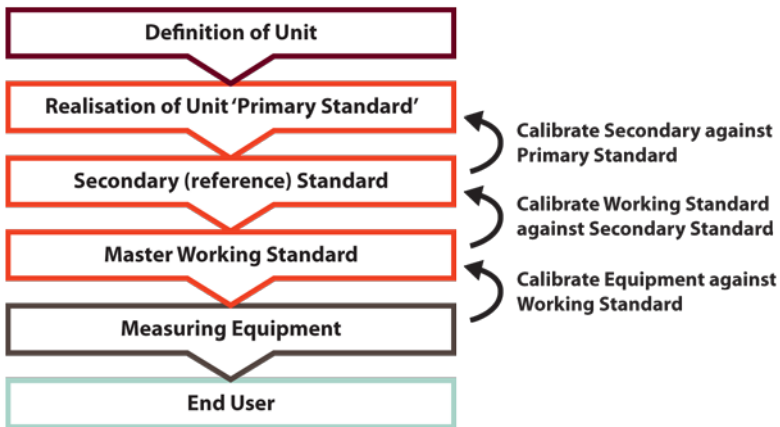 Definition of Unit
Realisation of Unit ‘Primary Standard’
Calibrate Secondary against
Primary Standard
Secondary (reference) Standard
Calibrate Working Standard
against Secondary Standard
Master Working Standard
Calibrate Equipment against
Working Standard
Measuring Equipment
End User